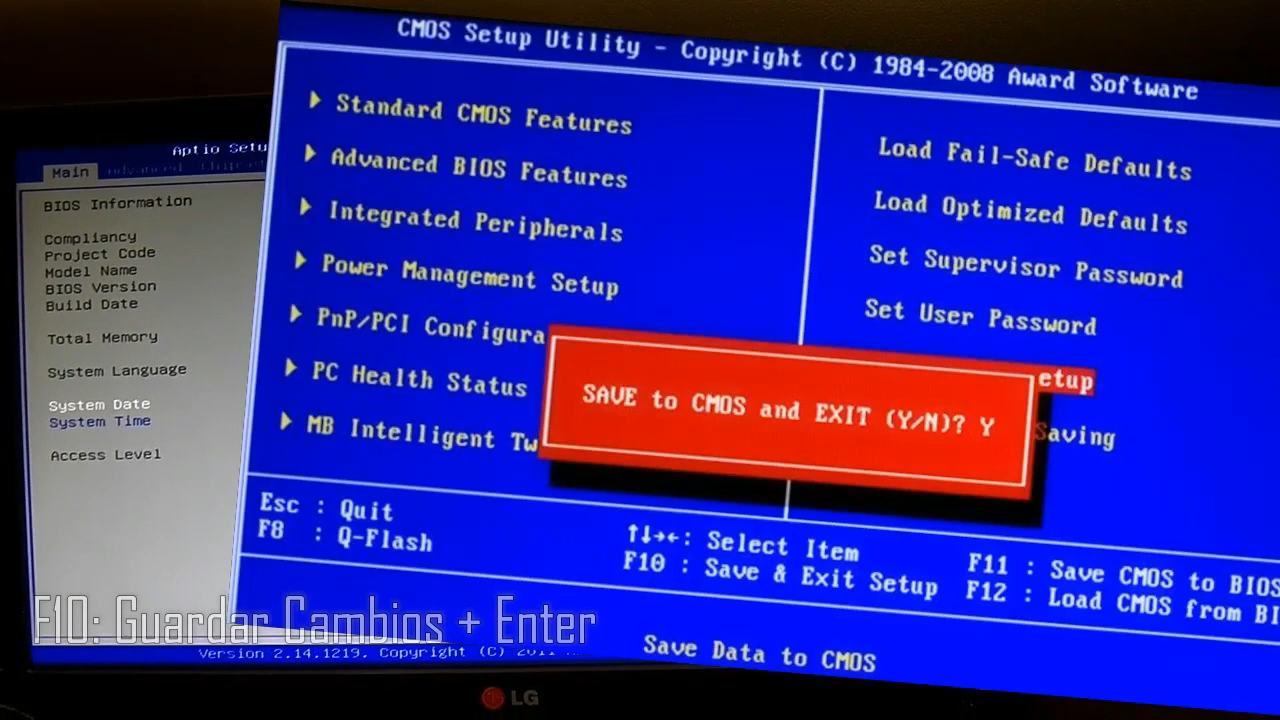 CMOS Setup Utility - Copyright (C) 1984-2008 Award Software
Standard CMOS Features
Advanced BIOS Features
Integrated Peripherals
Power Management Setup
PnP/PCI Configura
PC Health Status
MB Intelligent Tw
Load Fail-Safe Defaults
Load Optimized Defaults
Set Supervisor Password
Set User Password
etup
Saving
SAVE to CMOS and EXIT (Y/N)? Y
Esc : Quit
F8 : Q-Flash
↑↓→←: Select Item
F10 : Save & Exit Setup
F11 : Save CMOS to BIOS
F12 : Load CMOS from BI
Save Data to CMOS
Aptio Setu
Main Advanced Chipset
BIOS Information
Compliancy
Project Code
Model Name
BIOS Version
Build Date
Total Memory
System Language
System Date
System Time
Access Level
Version 2.14.1219. Copyright (C) 2011
LG
F10: Guardar Cambios + Enter